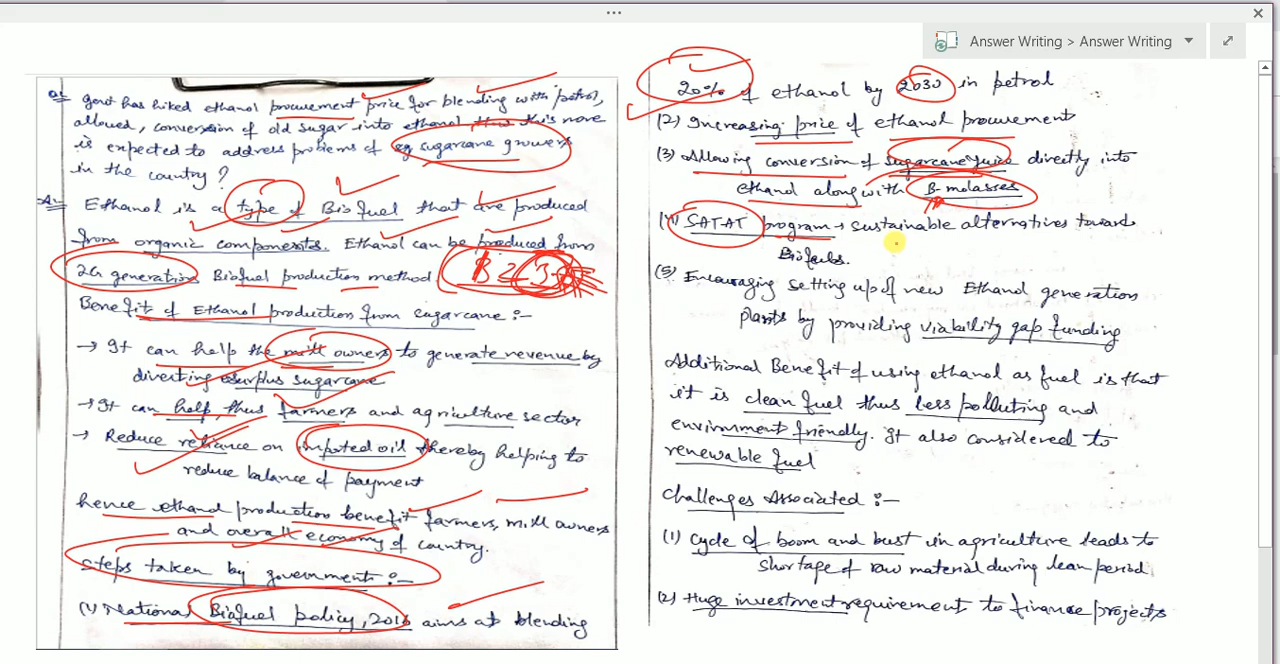 ...
Answer Writing > Answer Writing
Q1 Govt has hiked ethanol procurement price for blending with petrol,
allowed, conversion of old sugar into ethanol. How this move
is expected to address problems of sugarcane growers
in the country?
A1. Ethanol is a type of Biofuel that are produced
from organic components. Ethanol can be produced from
2G generation Biofuel production method
Benefit of Ethanol production from sugarcane :-
→ It can help the mill owners to generate revenue by
diverting surplus sugarcane
→ It can help thus farmers and agriculture sector
→ Reduce reliance on imported oil thereby helping to
reduce balance of payment
hence ethanol production benefit farmers, mill owners
and overall economy of country.
Steps taken by government :-
(1) National Biofuel policy, 2018 aims at blending
20% of ethanol by 2030 in petrol
(2) Increasing price of ethanol procurement
(3) Allowing conversion of sugarcane juice directly into
ethanol along with B-molasses
(4) SATAT program → sustainable alternatives towards
Biofuels.
(5) Encouraging setting up of new Ethanol generation
plants by providing viability gap funding
Additional Benefit of using ethanol as fuel is that
it is clean fuel thus less polluting and
environment friendly. It also considered to
renewable fuel
Challenges Associated :-
(1) Cycle of boom and bust in agriculture leads to
shortage of raw material during lean period
(2) Huge investment requirement to finance projects